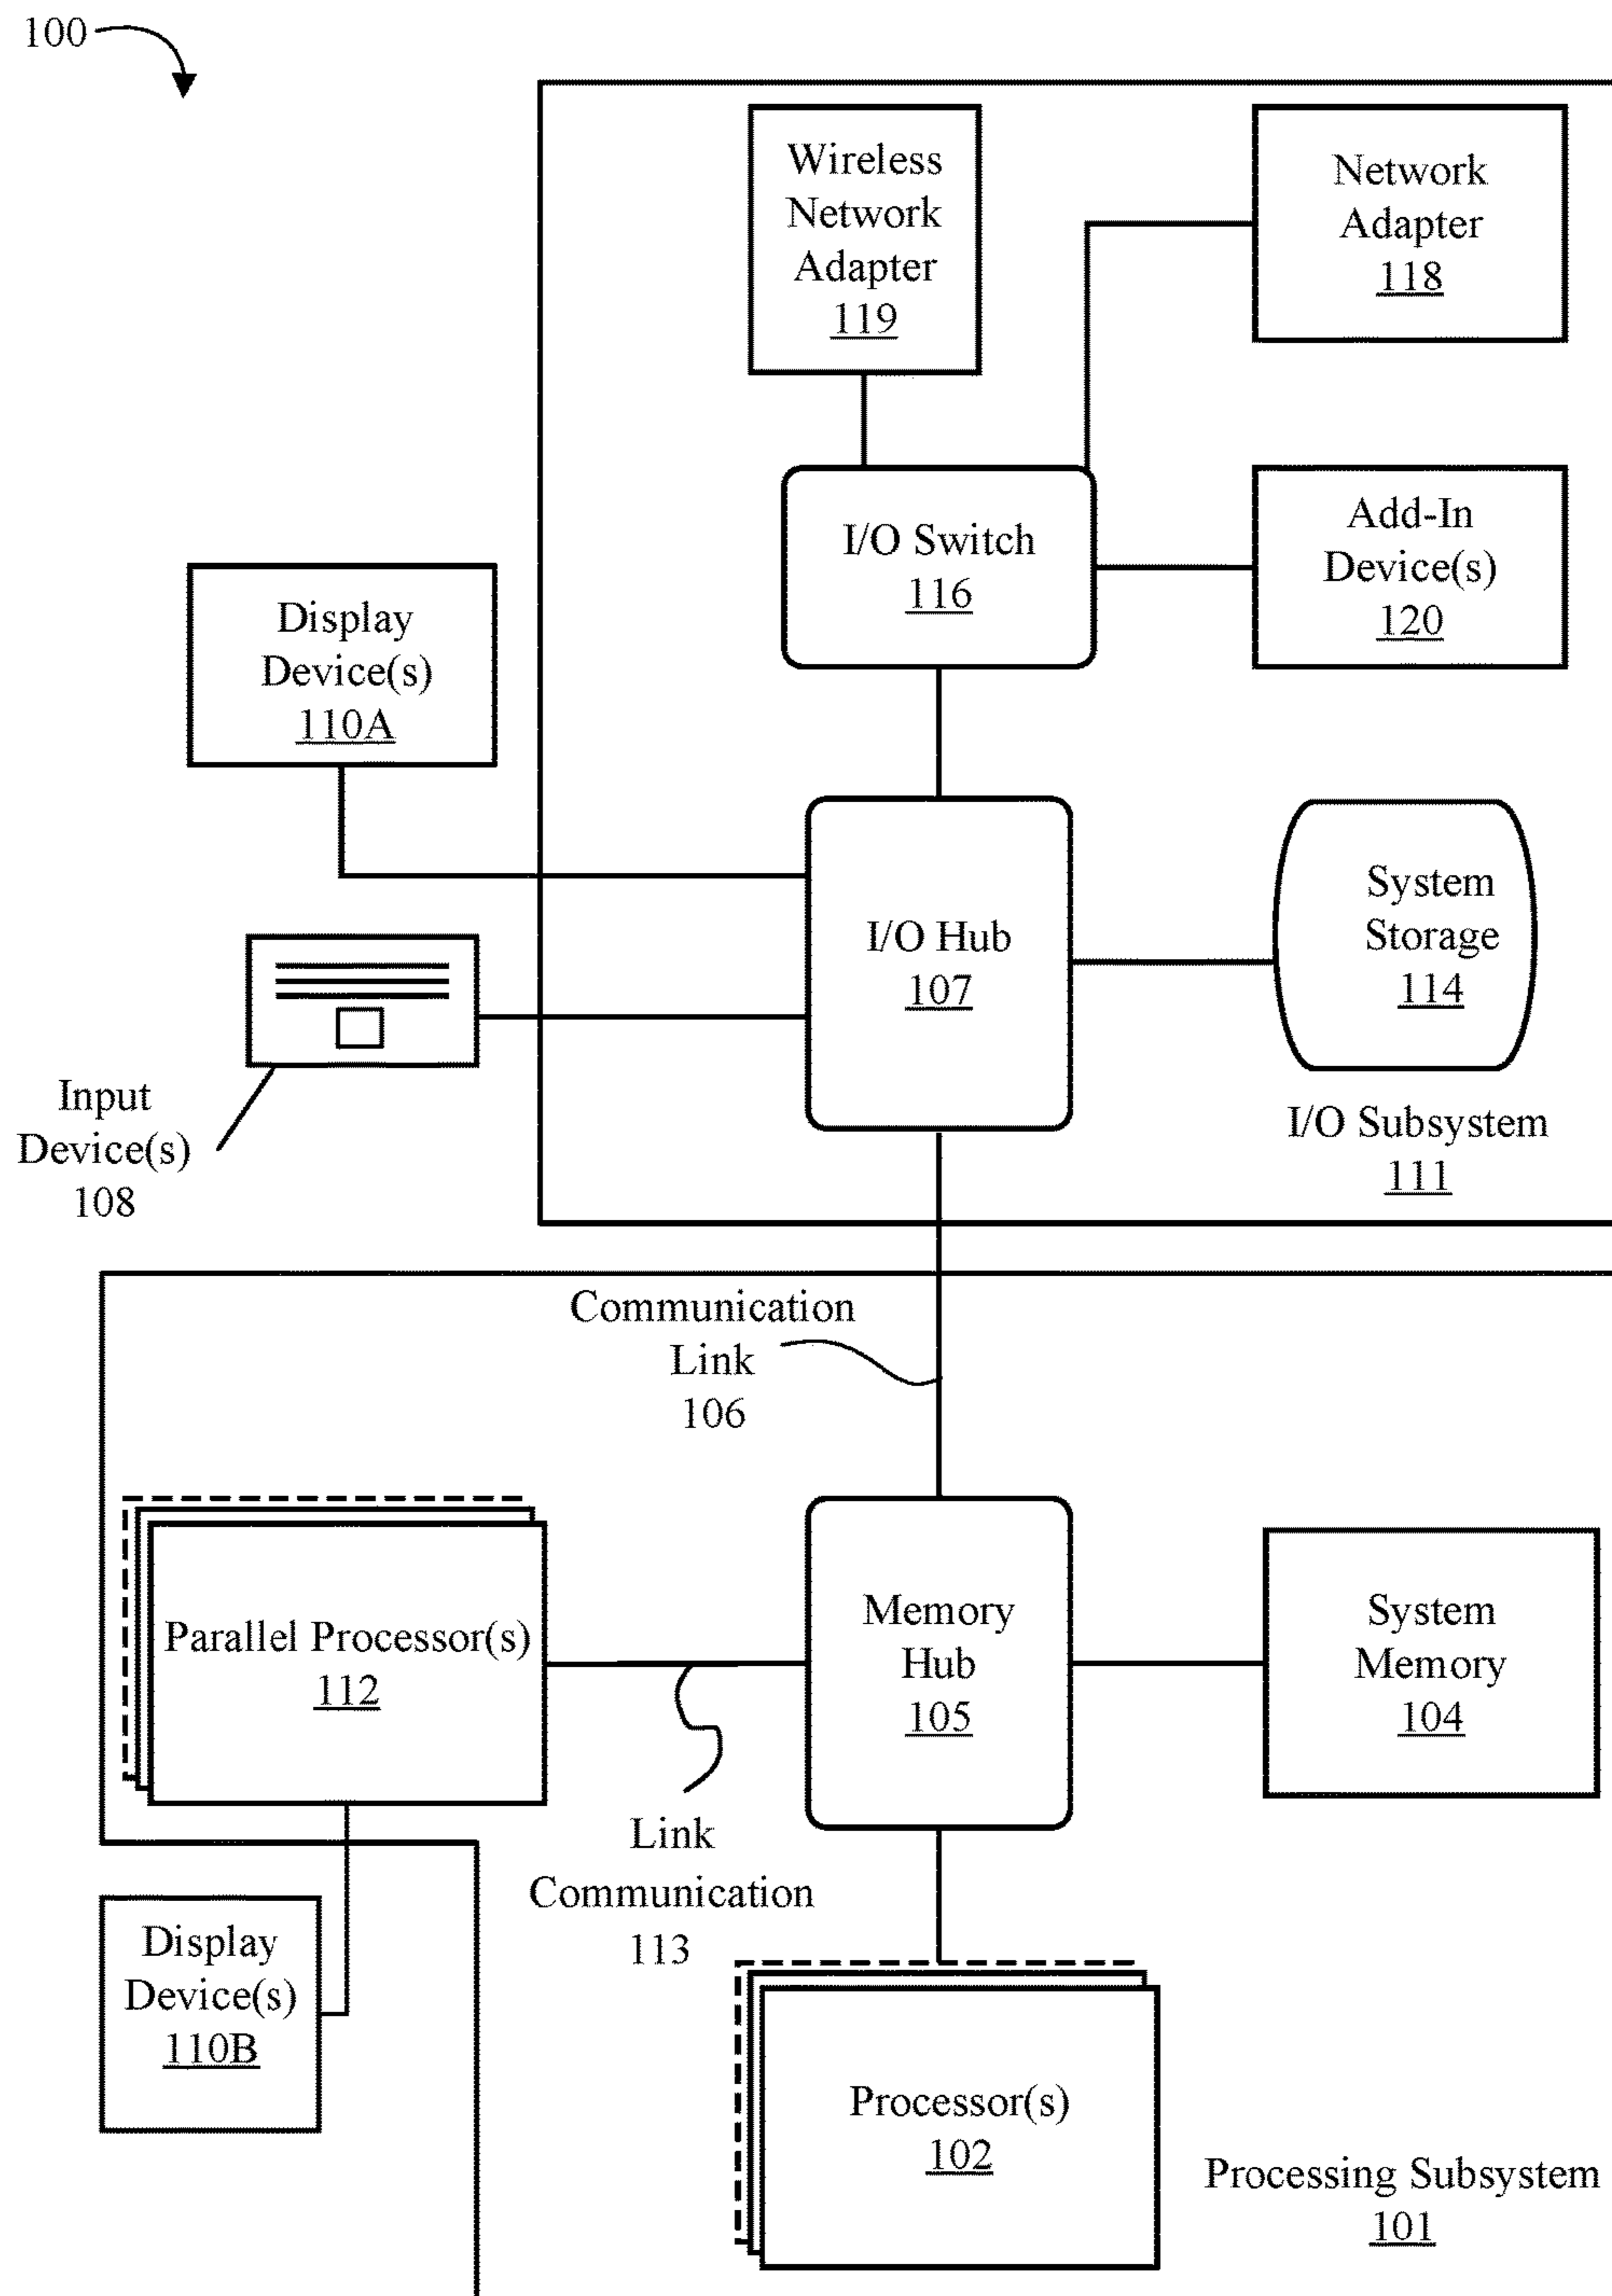 100
Wireless
Network
Adapter
119
Network
Adapter
118
I/O Switch
116
Add-In
Device(s)
120
Display
Device(s)
110A
I/O Hub
107
System
Storage
114
Input
Device(s)
108
I/O Subsystem
111
Communication
Link
106
Parallel Processor(s)
112
Memory
Hub
105
System
Memory
104
Link
Communication
113
Display
Device(s)
110B
Processor(s)
102
Processing Subsystem
101